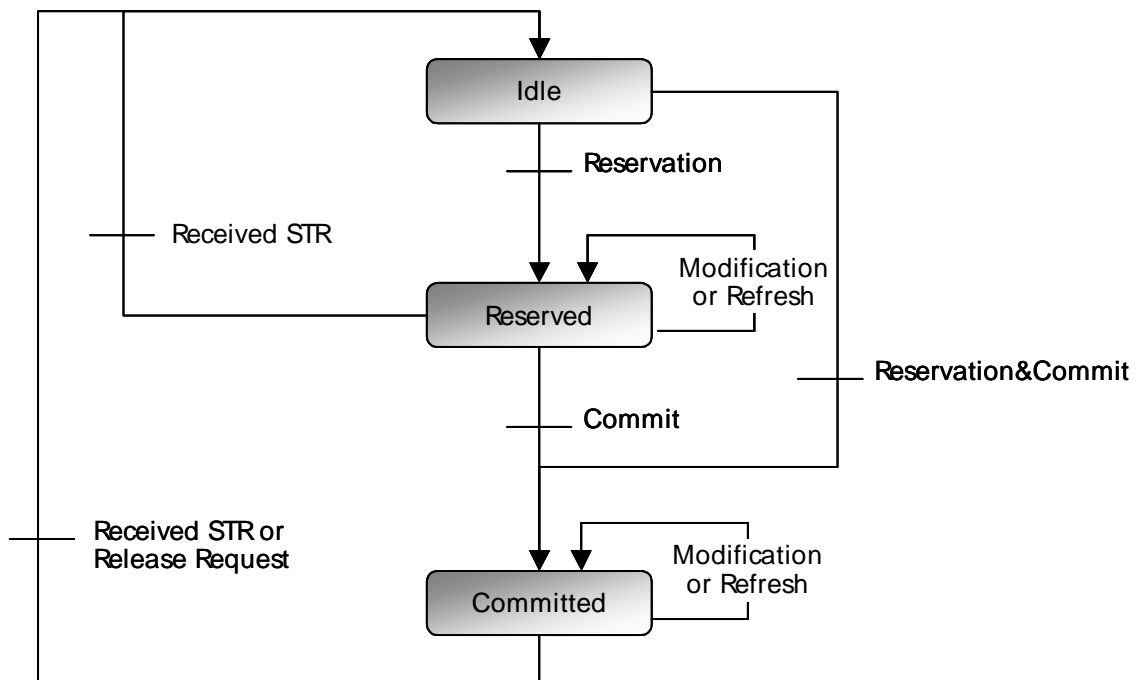 Idle
Reservation
Received STR
Modification
or Refresh
Reserved
Reservation&Commit
Commit
Received STR or
Release Request
Modification
or Refresh
Committed